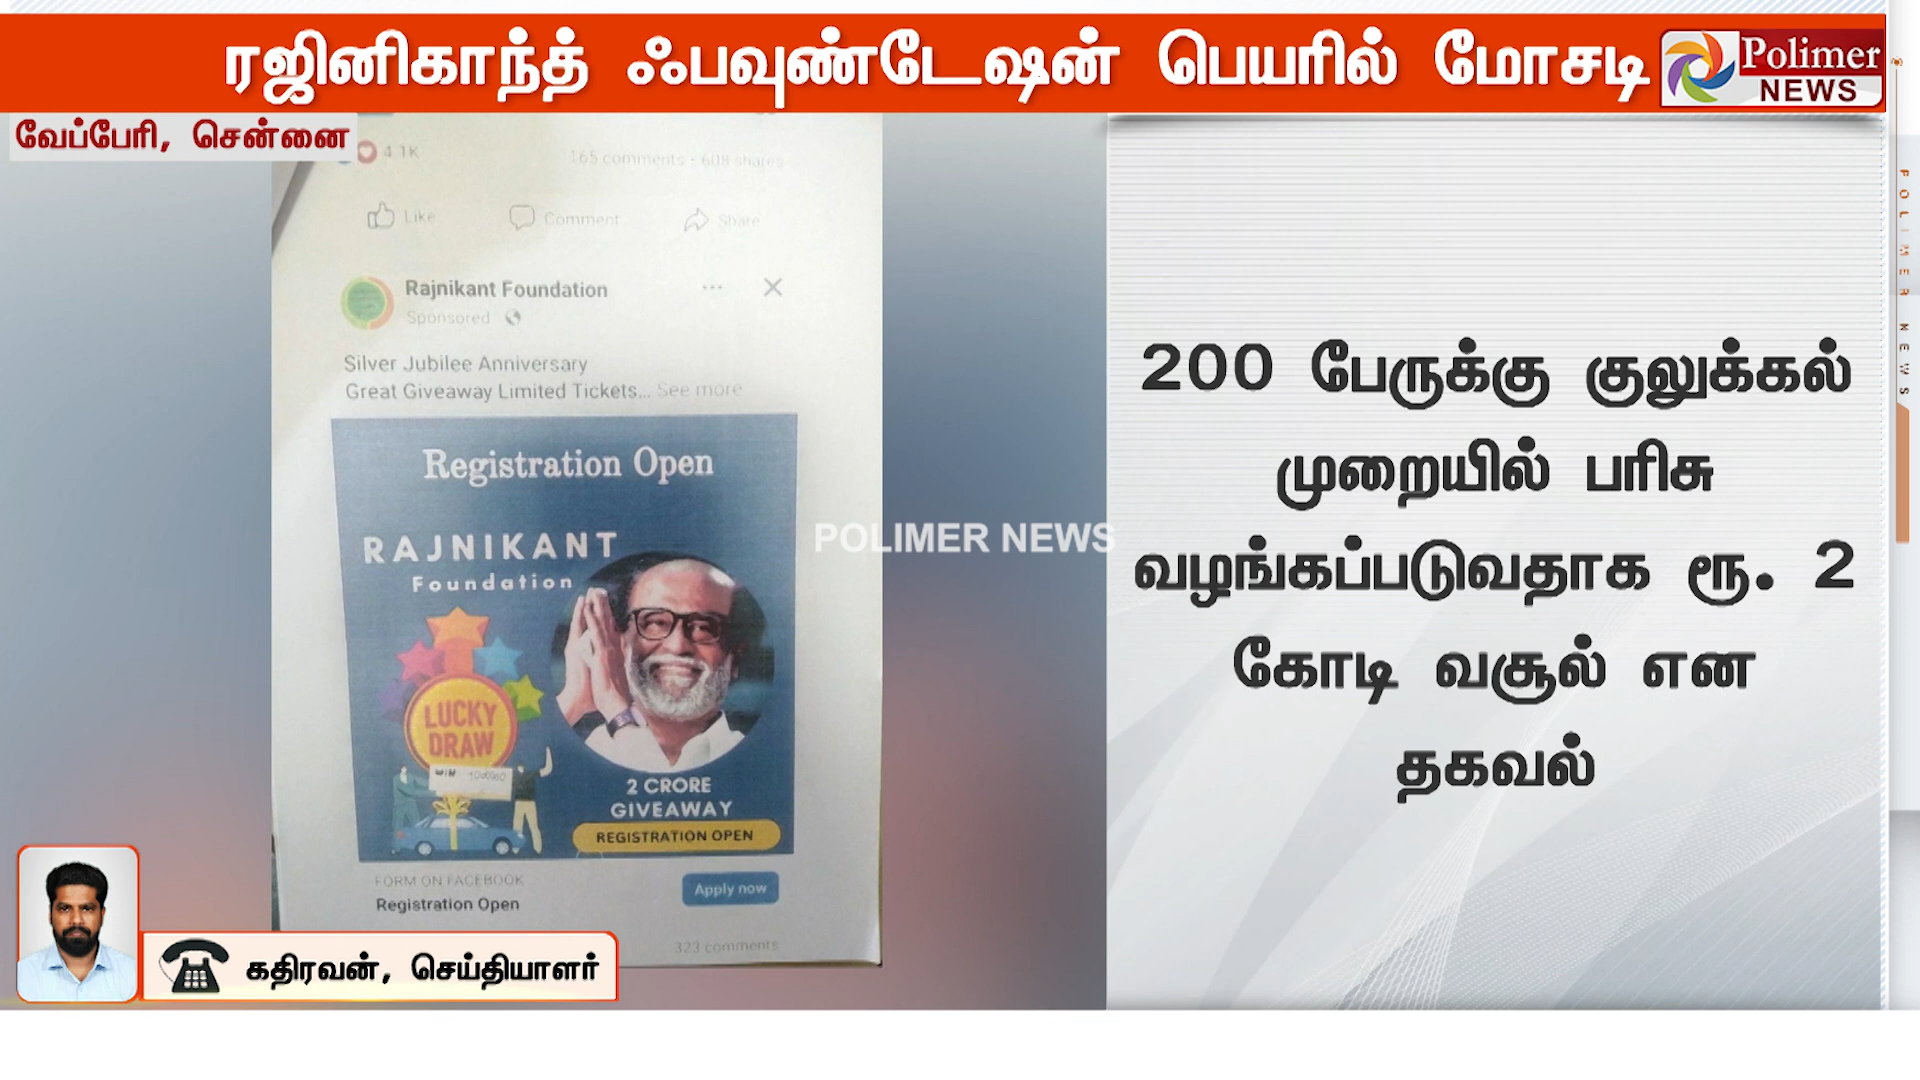 ரஜினிகாந்த் ஃபவுண்டேஷன் பெயரில் மோசடி
Polimer
NEWS
வேப்பேரி, சென்னை
4.1K
165 comments • 608 shares
Like Comment Share
Rajnikant Foundation
Sponsored
Silver Jubilee Anniversary
Great Giveaway Limited Tickets... See more
Registration Open
RAJNIKANT
Foundation
LUCKY
DRAW
WIN
2 CRORE
GIVEAWAY
REGISTRATION OPEN
FORM ON FACEBOOK
Registration Open
Apply now
323 comments
POLIMER NEWS
200 பேருக்கு குலுக்கல்
முறையில் பரிசு
வழங்கப்படுவதாக ரூ. 2
கோடி வசூல் என
தகவல்
கதிரவன், செய்தியாளர்
POLIMER NEWS